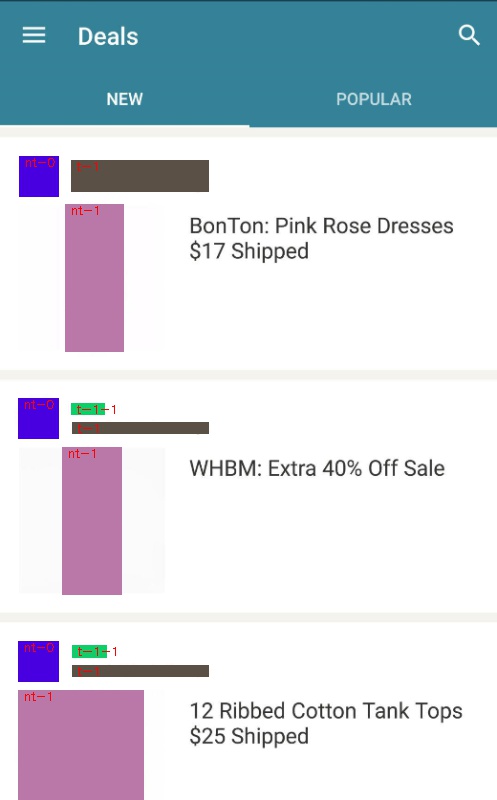 Deals
NEW
POPULAR
nt-0
t-1
nt-1
BonTon: Pink Rose Dresses
$17 Shipped
nt-0
t-1-1
t-1
nt-1
WHBM: Extra 40% Off Sale
nt-0
t-1-1
t-1
nt-1
12 Ribbed Cotton Tank Tops
$25 Shipped